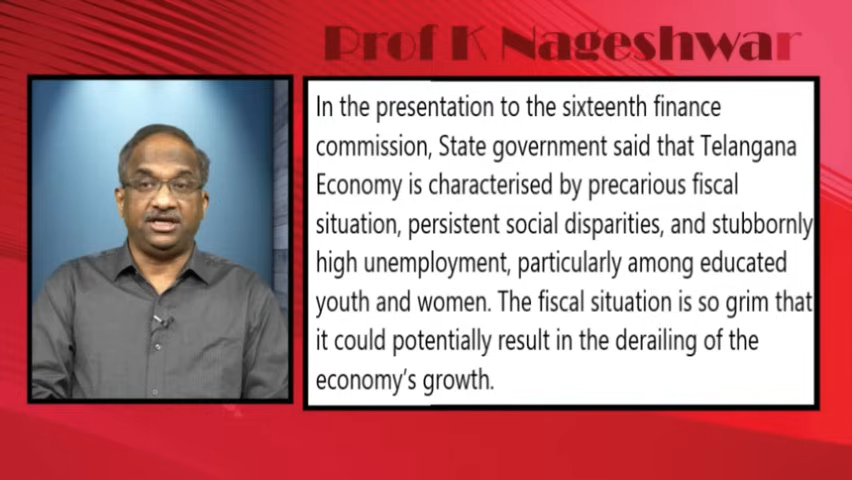 Prof K Nageshwar
In the presentation to the sixteenth finance
commission, State government said that Telangana
Economy is characterised by precarious fiscal
situation, persistent social disparities, and stubbornly
high unemployment, particularly among educated
youth and women. The fiscal situation is so grim that
it could potentially result in the derailing of the
economy's growth.